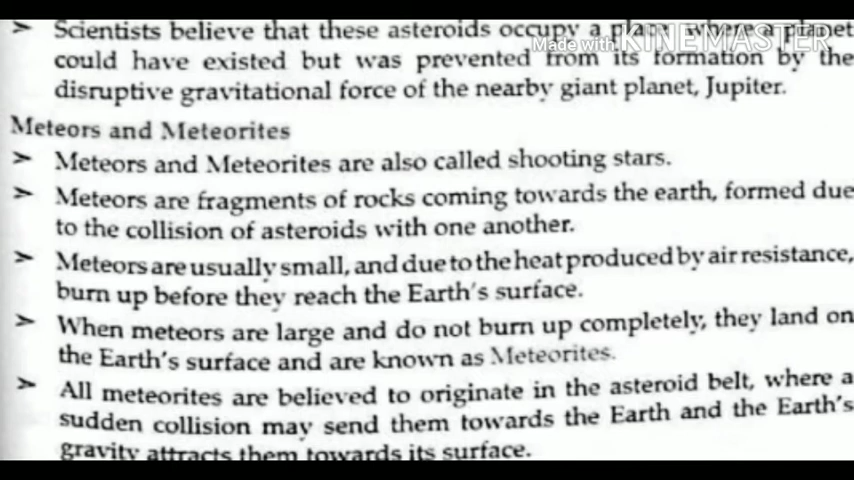 ➢ Scientists believe that these asteroids occupy a place where a planet
Made with KINEMASTER
could have existed but was prevented from its formation by the
disruptive gravitational force of the nearby giant planet, Jupiter.
Meteors and Meteorites
➢ Meteors and Meteorites are also called shooting stars.
➢ Meteors are fragments of rocks coming towards the earth, formed due
to the collision of asteroids with one another.
➢ Meteors are usually small, and due to the heat produced by air resistance,
burn up before they reach the Earth's surface.
➢ When meteors are large and do not burn up completely, they land on
the Earth's surface and are known as Meteorites.
➢ All meteorites are believed to originate in the asteroid belt, where a
sudden collision may send them towards the Earth and the Earth's
gravity attracts them towards its surface.